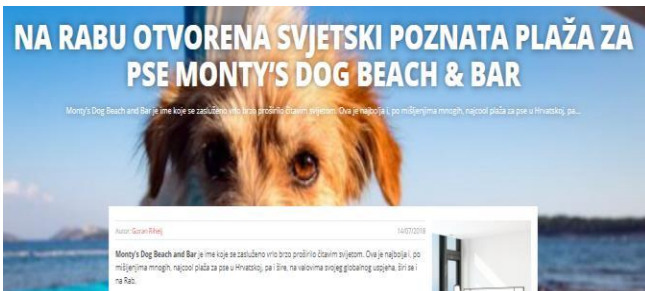 NA RABU OTVORENA SVJETSKI POZNATA PLAŽA ZA
PSE MONTY'S DOG BEACH & BAR
Monty's Dog Beach and Bar je ime koje se zasluženo vrlo brzo proširilo čitavim svijetom. Ova je najbolja i, po mišljenjima mnogih, najcool plaža za pse u Hrvatskoj, pa...
Autor: Goran Rihelj 14/07/2018
Monty's Dog Beach and Bar je ime koje se zasluženo vrlo brzo proširilo čitavim svijetom. Ova je najbolja i, po
mišljenjima mnogih, najcool plaža za pse u Hrvatskoj, pa i šire, na valovima svojeg globalnog uspjeha, širi se i
na Rab.